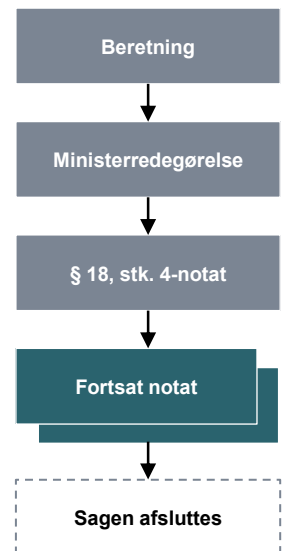 Beretning
Ministerredegørelse
§ 18, stk. 4-notat
Fortsat notat
Sagen afsluttes